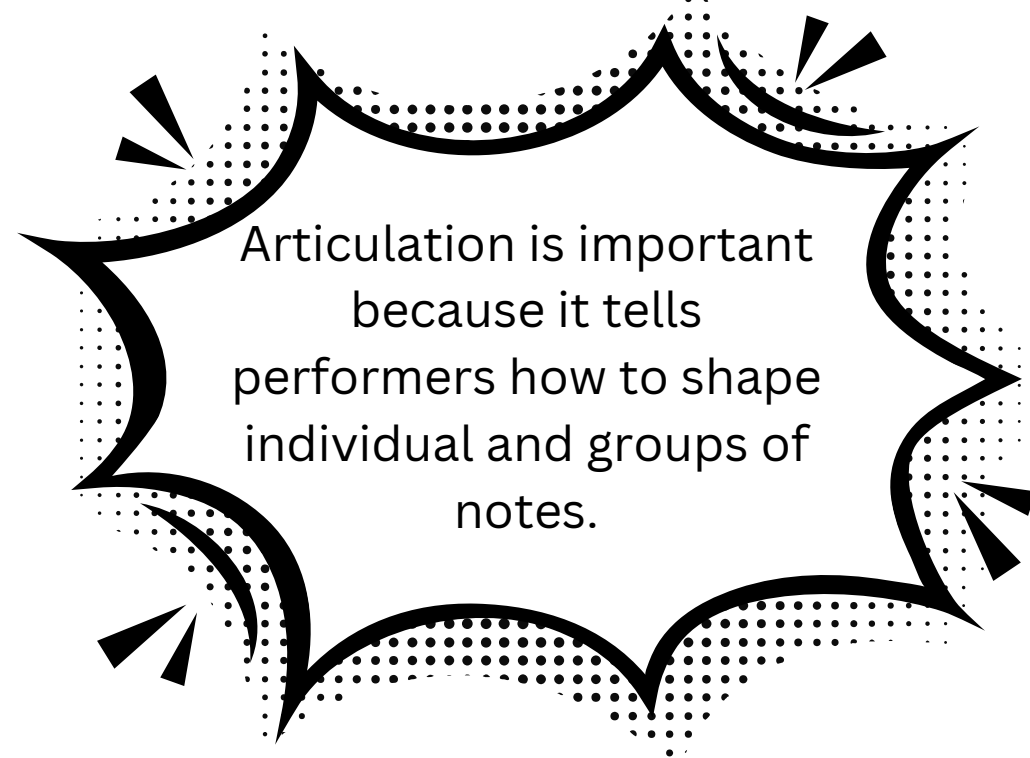 Articulation is important
because it tells
performers how to shape
individual and groups of
notes.